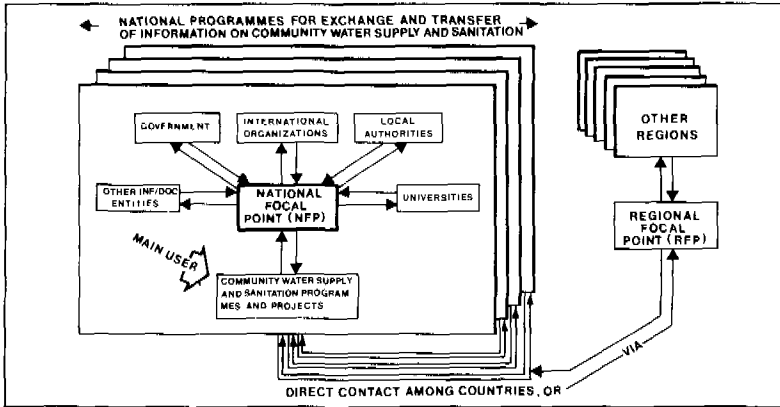 NATIONAL PROGRAMMES FOR EXCHANGE AND TRANSFER
OF INFORMATION ON COMMUNITY WATER SUPPLY AND SANITATION
GOVERNMENT
INTERNATIONAL
ORGANIZATIONS
LOCAL
AUTHORITIES
OTHER INF/DOC
ENTITIES
NATIONAL
FOCAL
POINT (NFP)
UNIVERSITIES
MAIN USER
COMMUNITY WATER SUPPLY
AND SANITATION PROGRAM
MES AND PROJECTS
OTHER
REGIONS
REGIONAL
FOCAL
POINT (RFP)
VIA
DIRECT CONTACT AMONG COUNTRIES, OR